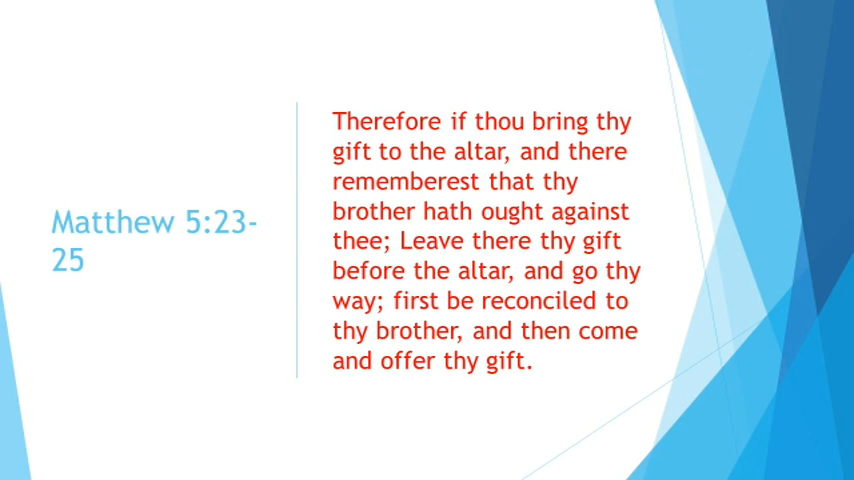 Matthew 5:23-
25
Therefore if thou bring thy
gift to the altar, and there
rememberest that thy
brother hath ought against
thee; Leave there thy gift
before the altar, and go thy
way; first be reconciled to
thy brother, and then come
and offer thy gift.